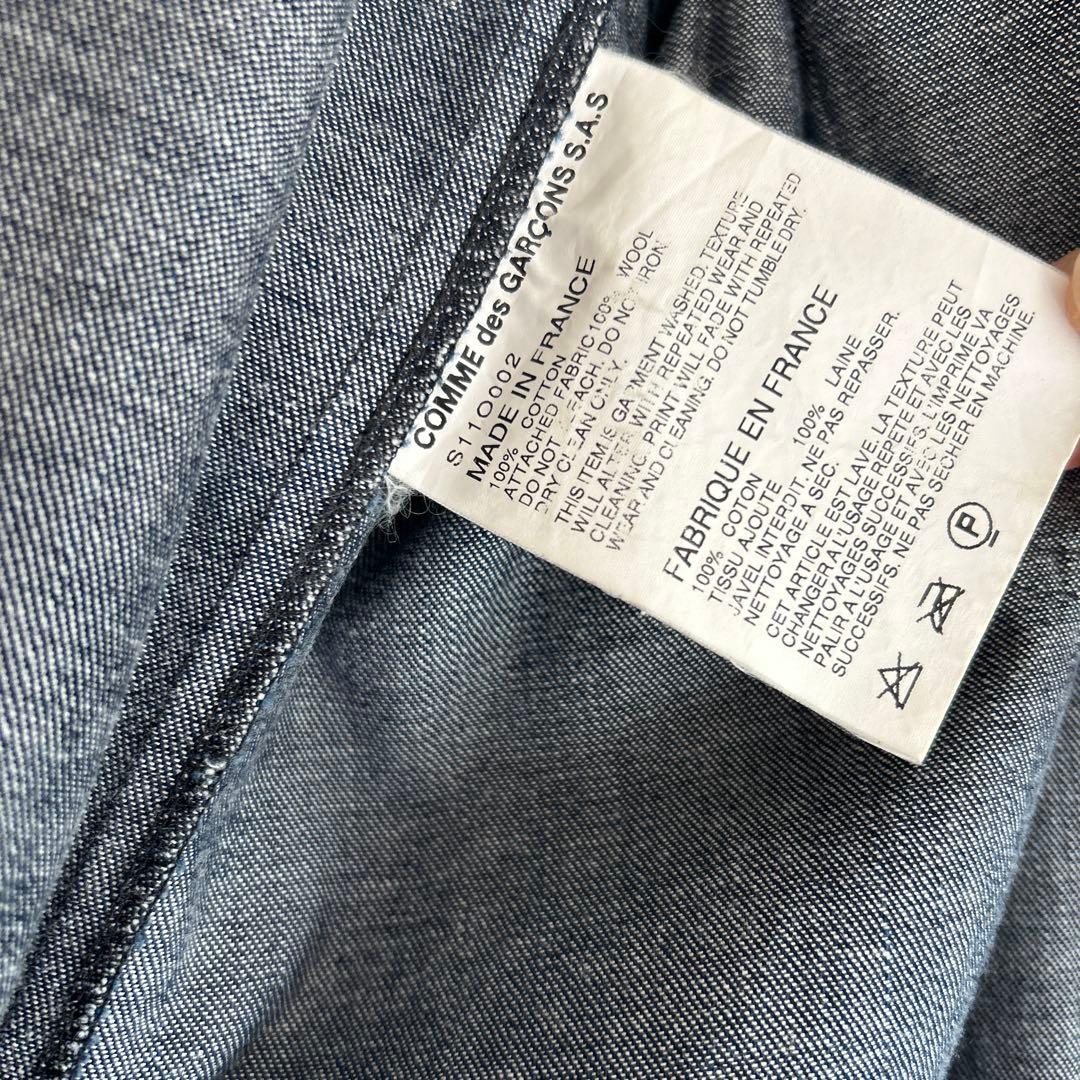 COMME des GARÇONS S.A.S
S11O002
MADE IN FRANCE
100% COTTON
ATTACHED FABRIC 100% WOOL
DO NOT BLEACH, DO NOT IRON
DRY CLEAN ONLY.
THIS ITEM IS GARMENT WASHED. TEXTURE
WILL ALTER WITH REPEATED WEAR AND
CLEANING. PRINT WILL FADE WITH REPEATED
WEAR AND CLEANING. DO NOT TUMBLEDRY.
FABRIQUE EN FRANCE
100% COTON
TISSU AJOUTE 100% LAINE
JAVEL INTERDIT. NE PAS REPASSER.
NETTOYAGE A SEC.
CET ARTICLE EST LAVE. LA TEXTURE PEUT
CHANGER A L'USAGE REPETE ET AVEC LES
NETTOYAGES SUCCESSIFS. L'IMPRIME VA
PALIR A L'USAGE ET AVEC LES NETTOYAGES
SUCCESSIFS. NE PAS SECHER EN MACHINE.
P